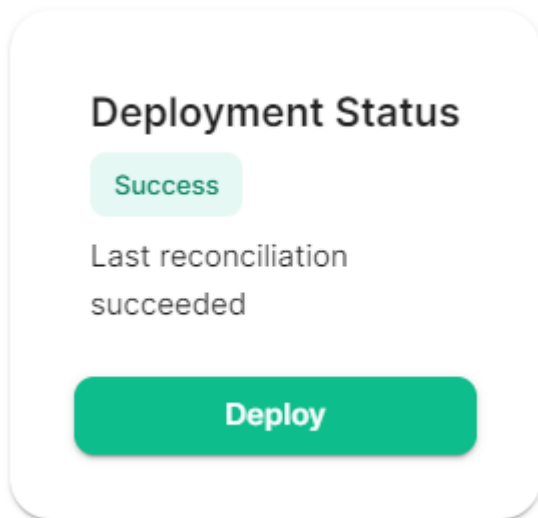 Deployment Status
Success
Last reconciliation
succeeded
Deploy